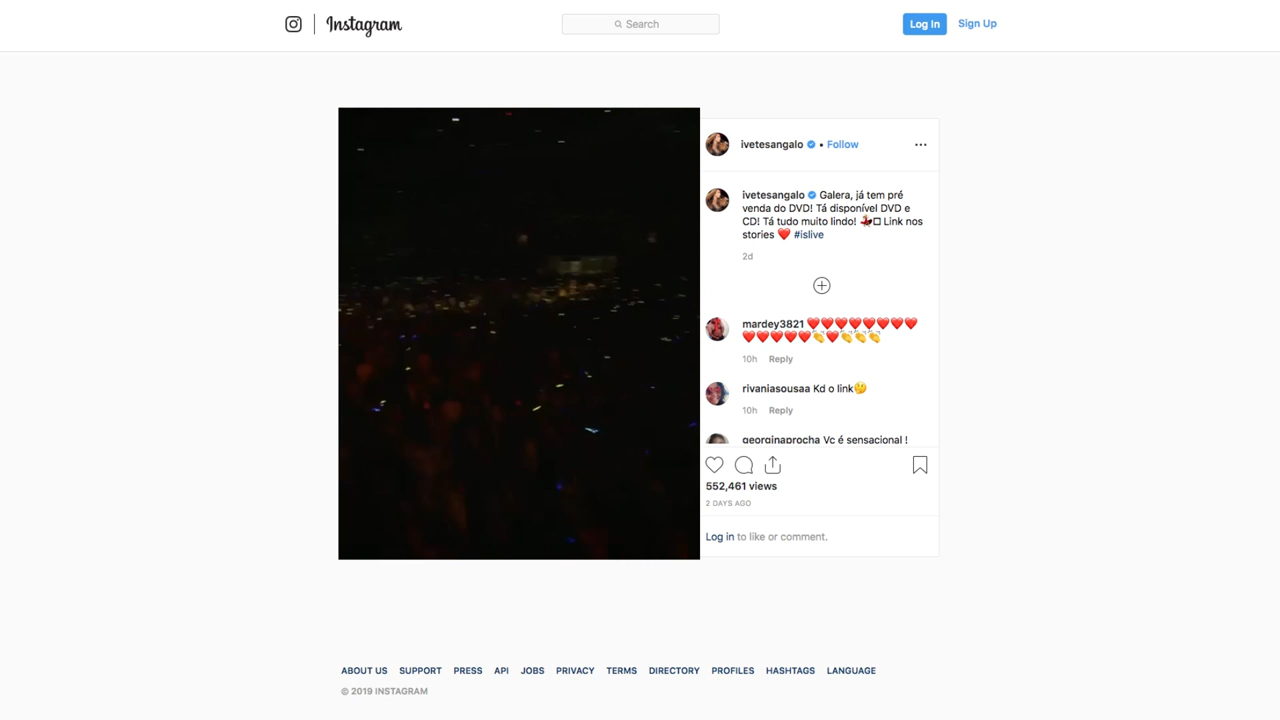 Instagram
Search
Log In
Sign Up
ivetesangalo • Follow
ivetesangalo Galera, já tem pré
venda do DVD! Tá disponível DVD e
CD! Tá tudo muito lindo! 💃🏻 Link nos
stories ❤️ #islive
2d
mardey3821 ❤️❤️❤️❤️❤️❤️❤️❤️
❤️❤️❤️❤️❤️👏❤️👏👏👏
10h Reply
rivaniasousaa Kd o link🤔
10h Reply
georginaprocha Vc é sensacional !
552,461 views
2 DAYS AGO
Log in to like or comment.
ABOUT US SUPPORT PRESS API JOBS PRIVACY TERMS DIRECTORY PROFILES HASHTAGS LANGUAGE
© 2019 INSTAGRAM